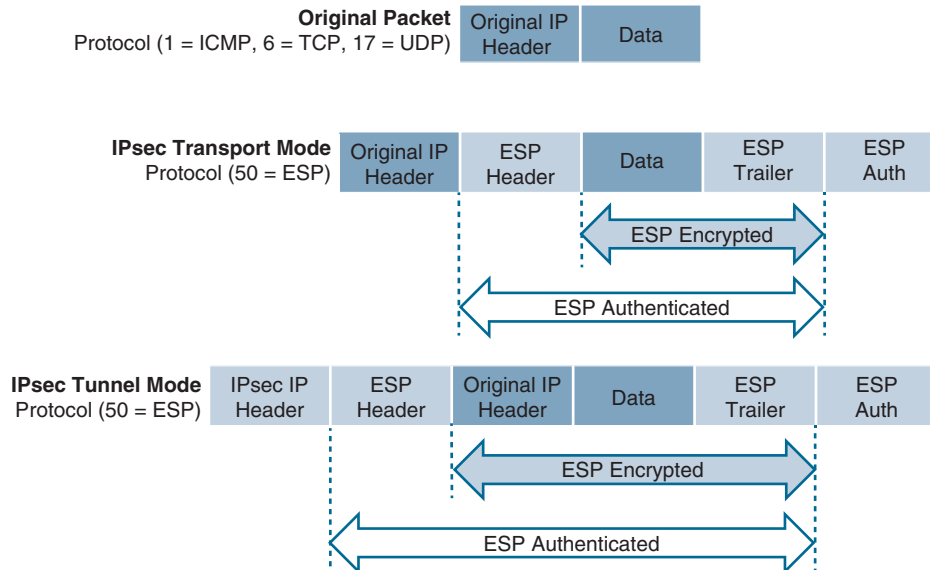 Original Packet
Protocol (1 = ICMP, 6 = TCP, 17 = UDP)
Original IP
Header
Data
IPsec Transport Mode
Protocol (50 = ESP)
Original IP
Header
ESP
Header
Data
ESP
Trailer
ESP
Auth
ESP Encrypted
ESP Authenticated
IPsec Tunnel Mode
Protocol (50 = ESP)
IPsec IP
Header
ESP
Header
Original IP
Header
Data
ESP
Trailer
ESP
Auth
ESP Encrypted
ESP Authenticated